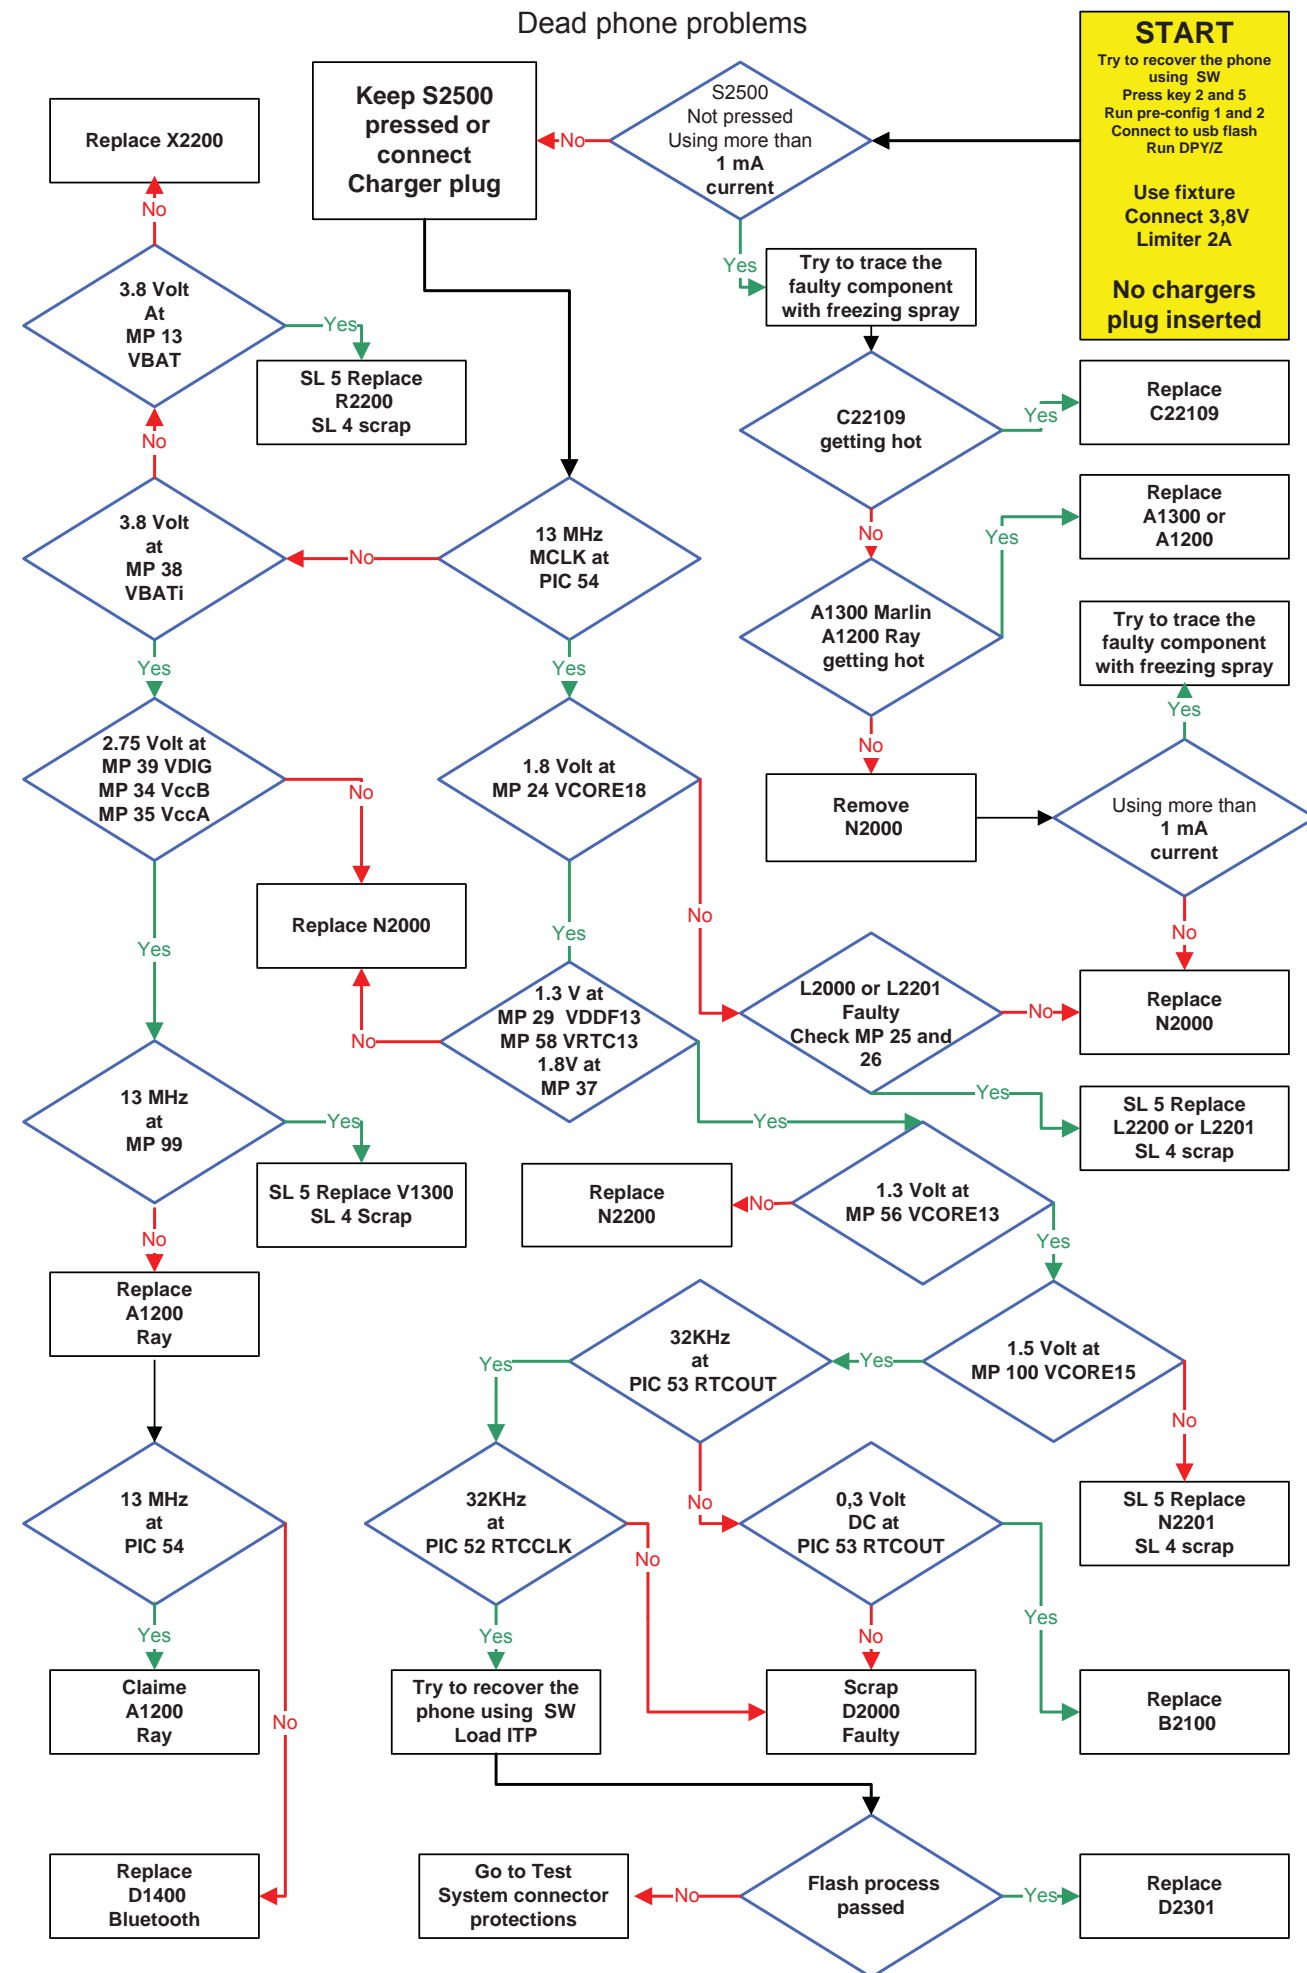 Dead phone problems
START
Try to recover the phone
using SW
Press key 2 and 5
Run pre-config 1 and 2
Connect to usb flash
Run DPY/Z
Use fixture
Connect 3,8V
Limiter 2A
No chargers
plug inserted
S2500
Not pressed
Using more than
1 mA
current
No
Keep S2500
pressed or
connect
Charger plug
Replace X2200
No
Yes
Try to trace the
faulty component
with freezing spray
3.8 Volt
At
MP 13
VBAT
Yes
SL 5 Replace
R2200
SL 4 scrap
C22109
getting hot
Yes
Replace
C22109
No
3.8 Volt
at
MP 38
VBATi
No
13 MHz
MCLK at
PIC 54
No
Yes
Replace
A1300 or
A1200
A1300 Marlin
A1200 Ray
getting hot
Try to trace the
faulty component
with freezing spray
Yes
Yes
Yes
No
2.75 Volt at
MP 39 VDIG
MP 34 VccB
MP 35 VccA
No
1.8 Volt at
MP 24 VCORE18
Remove
N2000
Using more than
1 mA
current
Replace N2000
No
No
Yes
Yes
L2000 or L2201
Faulty
Check MP 25 and
26
No
Replace
N2000
1.3 V at
MP 29 VDDF13
MP 58 VRTC13
1.8V at
MP 37
No
13 MHz
at
MP 99
Yes
Yes
Yes
SL 5 Replace
L2200 or L2201
SL 4 scrap
SL 5 Replace V1300
SL 4 Scrap
Replace
N2200
No
1.3 Volt at
MP 56 VCORE13
No
Yes
Replace
A1200
Ray
32KHz
at
PIC 53 RTCOUT
Yes
Yes
1.5 Volt at
MP 100 VCORE15
No
13 MHz
at
PIC 54
32KHz
at
PIC 52 RTCCLK
No
No
0,3 Volt
DC at
PIC 53 RTCOUT
SL 5 Replace
N2201
SL 4 scrap
Yes
Yes
Yes
No
Claime
A1200
Ray
No
Try to recover the
phone using SW
Load ITP
Scrap
D2000
Faulty
Replace
B2100
Replace
D1400
Bluetooth
Go to Test
System connector
protections
No
Flash process
passed
Yes
Replace
D2301